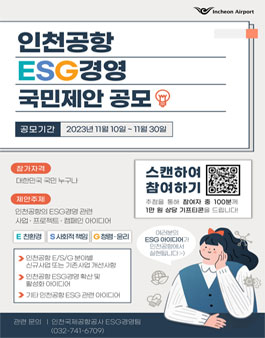 Incheon Airport
인천공항
ESG경영
국민제안 공모
공모기간
2023년 11월 10일 ~ 11월 30일
참가자격
대한민국 국민 누구나
제안주제
인천공항의 ESG경영 관련
사업 · 프로젝트 · 캠페인 아이디어
E 친환경 S 사회적 책임 G 청렴 · 윤리
> 인천공항 E/S/G 분야별
신규사업 또는 기존사업 개선사항
> 인천공항 ESG경영 확산 및
활성화 아이디어
> 기타 인천공항 ESG 관련 아이디어
스캔하여
참여하기
추첨을 통해 참여자 중 100분께
1만 원 상당 기프티콘을 드립니다!
여러분의
ESG 아이디어가
인천공항에서
실현됩니다 :-)
관련 문의 | 인천국제공항공사 ESG경영팀
(032-741-6709)